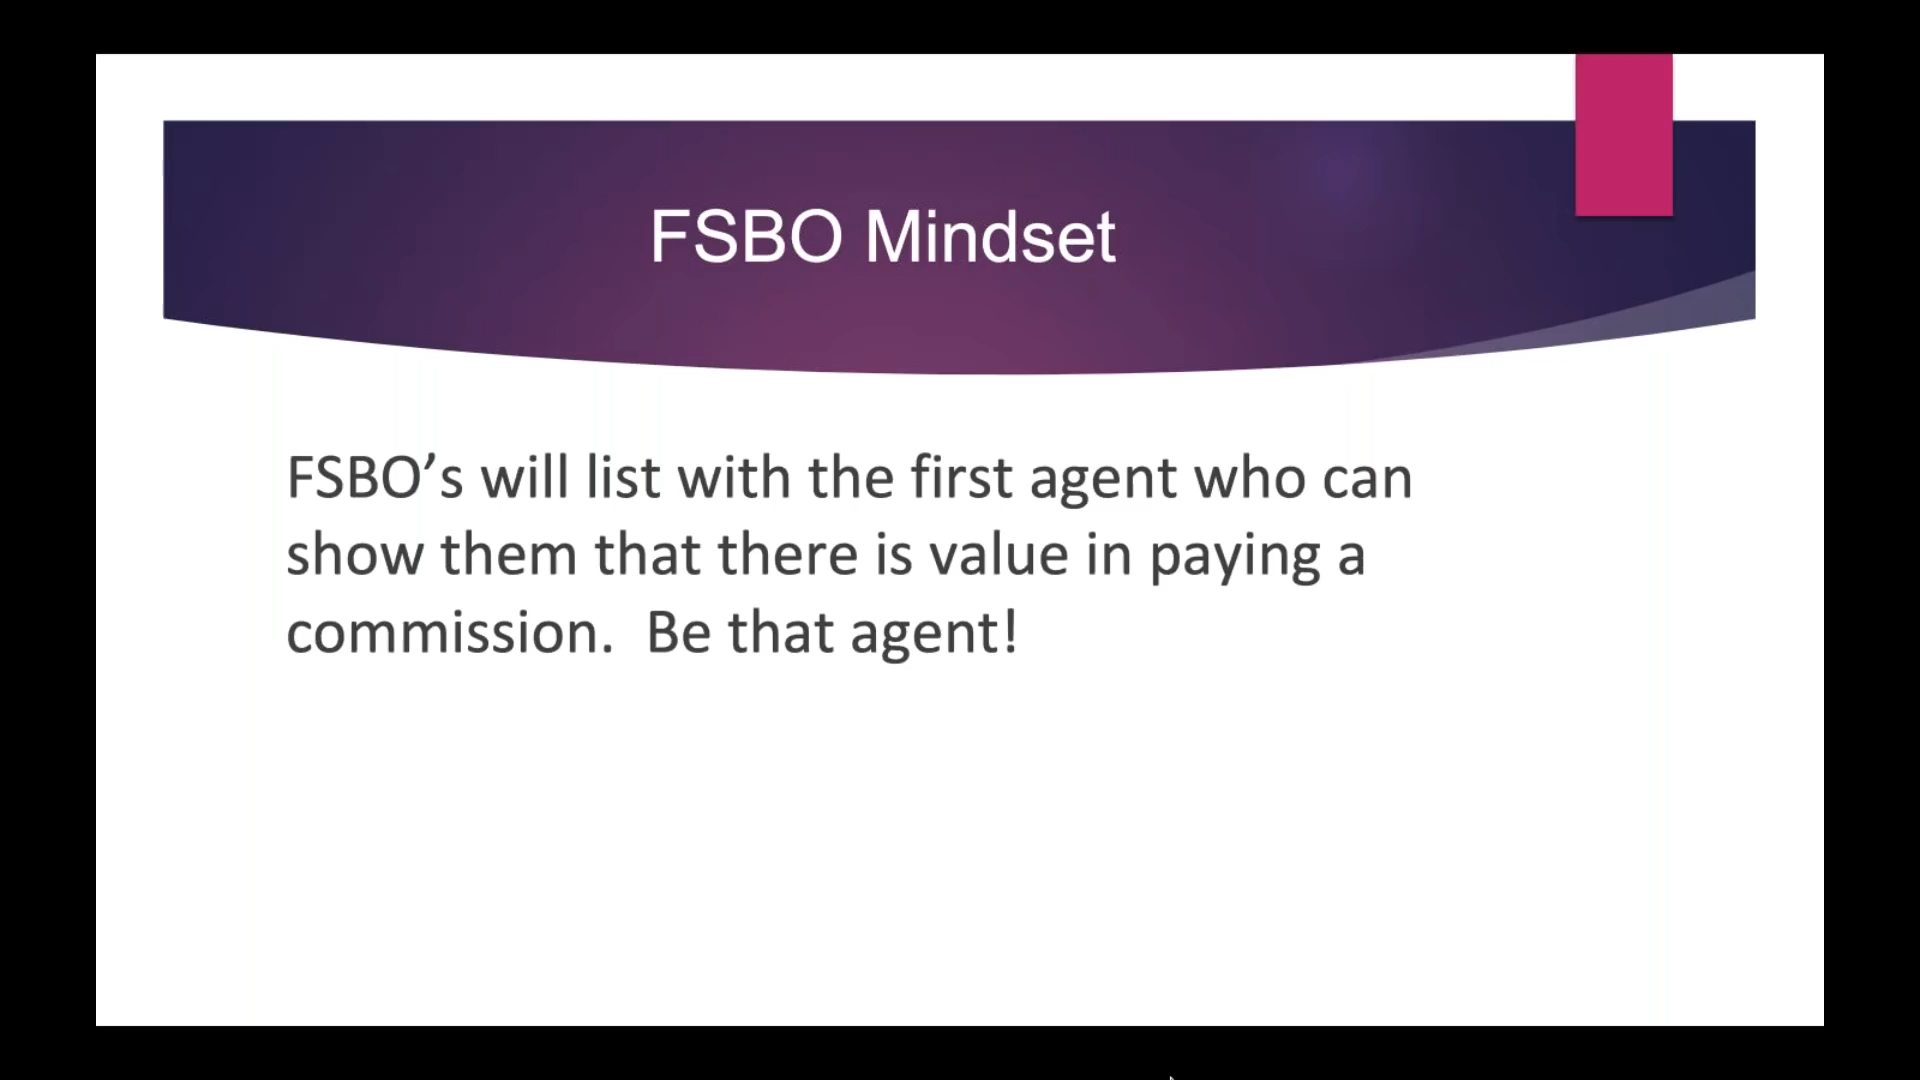 FSBO Mindset
FSBO’s will list with the first agent who can
show them that there is value in paying a
commission.  Be that agent!